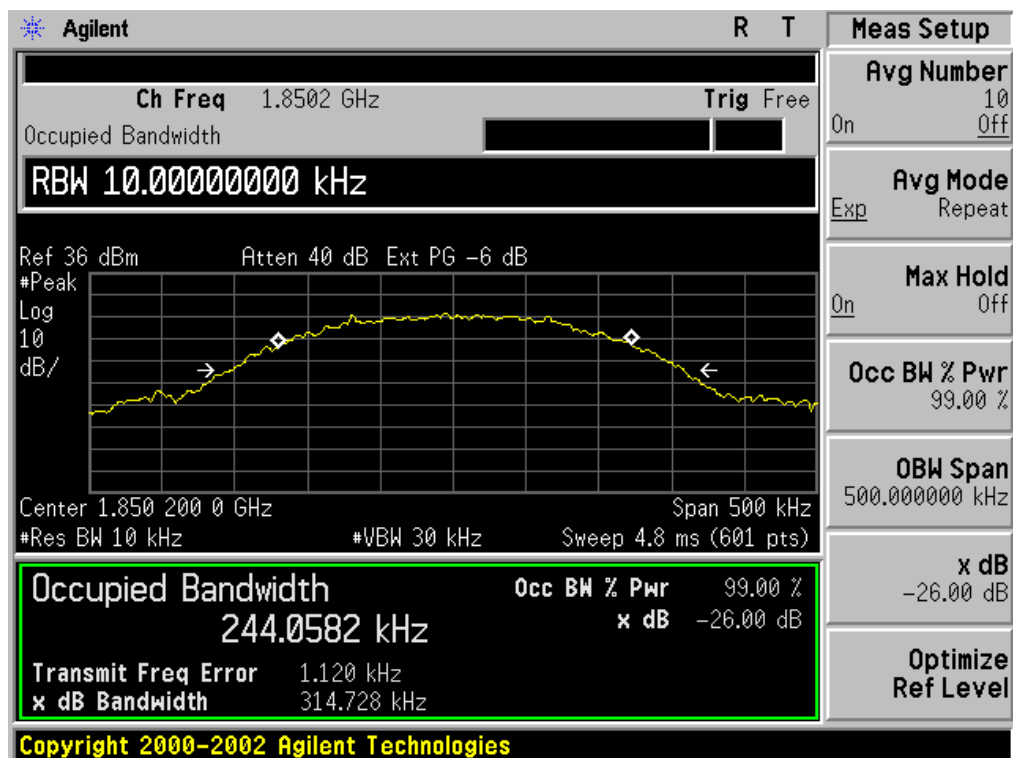 Agilent R T
Ch Freq 1.8502 GHz Trig Free
Occupied Bandwidth
RBW 10.00000000 kHz
Ref 36 dBm Atten 40 dB Ext PG -6 dB
#Peak
Log
10
dB/
Center 1.850 200 0 GHz Span 500 kHz
#Res BW 10 kHz #VBW 30 kHz Sweep 4.8 ms (601 pts)
Occupied Bandwidth Occ BW % Pwr 99.00 %
244.0582 kHz x dB -26.00 dB
Transmit Freq Error 1.120 kHz
x dB Bandwidth 314.728 kHz
Copyright 2000-2002 Agilent Technologies
Meas Setup
Avg Number
10
On Off
Avg Mode
Exp Repeat
Max Hold
On Off
Occ BW % Pwr
99.00 %
OBW Span
500.000000 kHz
x dB
-26.00 dB
Optimize
Ref Level